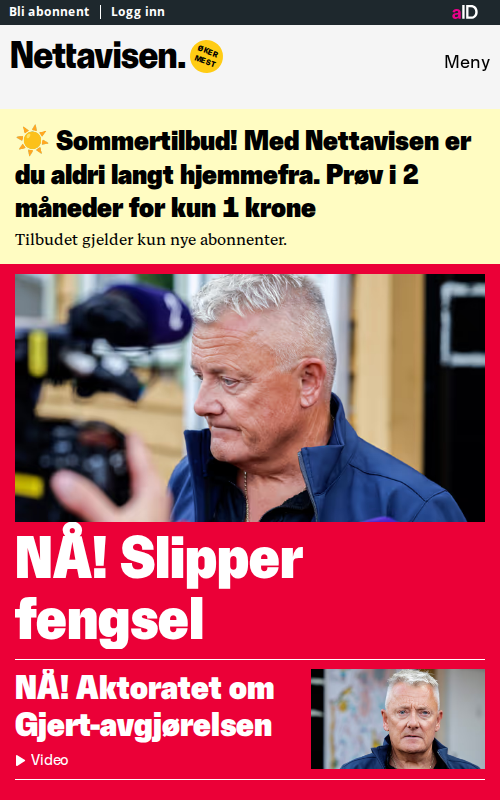 Bli abonnent | Logg inn
aID
Nettavisen.
ØKER
MEST
Meny
☀️ Sommertilbud! Med Nettavisen er
du aldri langt hjemmefra. Prøv i 2
måneder for kun 1 krone
Tilbudet gjelder kun nye abonnenter.
NÅ! Slipper
fengsel
NÅ! Aktoratet om
Gjert-avgjørelsen
Video